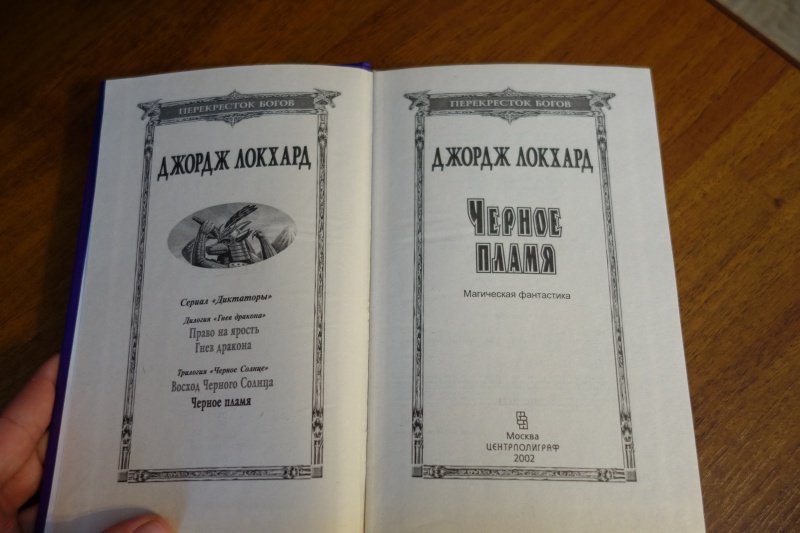 ПЕРЕКРЕСТОК БОГОВ
ДЖОРДЖ ЛОКХАРД
Сериал «Диктаторы»
Дилогия «Гнев дракона»
Право на ярость
Гнев дракона
Трилогия «Черное Солнце»
Восход Черного Солнца
Черное пламя
ПЕРЕКРЕСТОК БОГОВ
ДЖОРДЖ ЛОКХАРД
ЧЕРНОЕ
ПЛАМЯ
Магическая фантастика
Москва
ЦЕНТРПОЛИГРАФ
2002